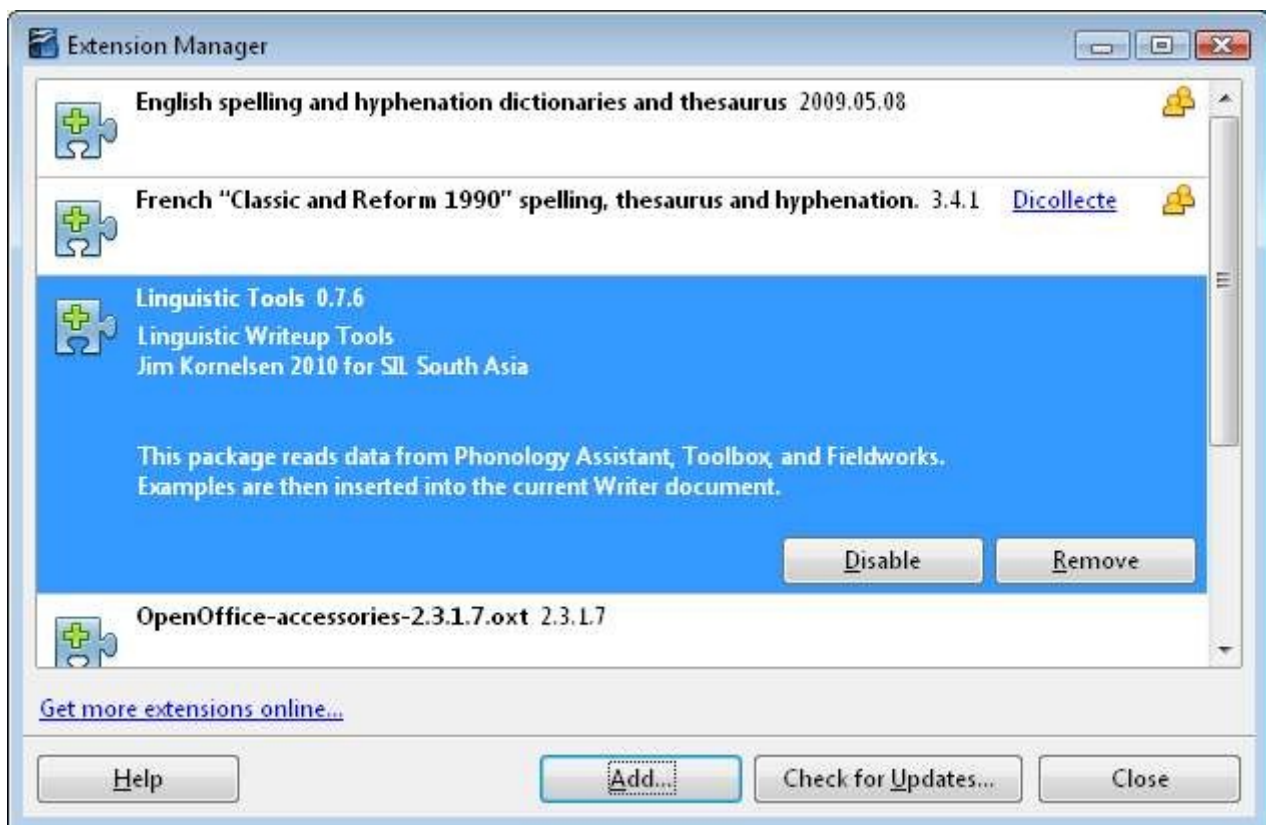 Extension Manager
English spelling and hyphenation dictionaries and thesaurus 2009.05.08
French “Classic and Reform 1990” spelling, thesaurus and hyphenation. 3.4.1 Dicollecte
Linguistic Tools 0.7.6
Linguistic Writeup Tools
Jim Kornelsen 2010 for SIL South Asia
This package reads data from Phonology Assistant, Toolbox, and Fieldworks.
Examples are then inserted into the current Writer document.
Disable Remove
OpenOffice-accessories-2.3.1.7.oxt 2.3.1.7
Get more extensions online...
Help Add... Check for Updates... Close